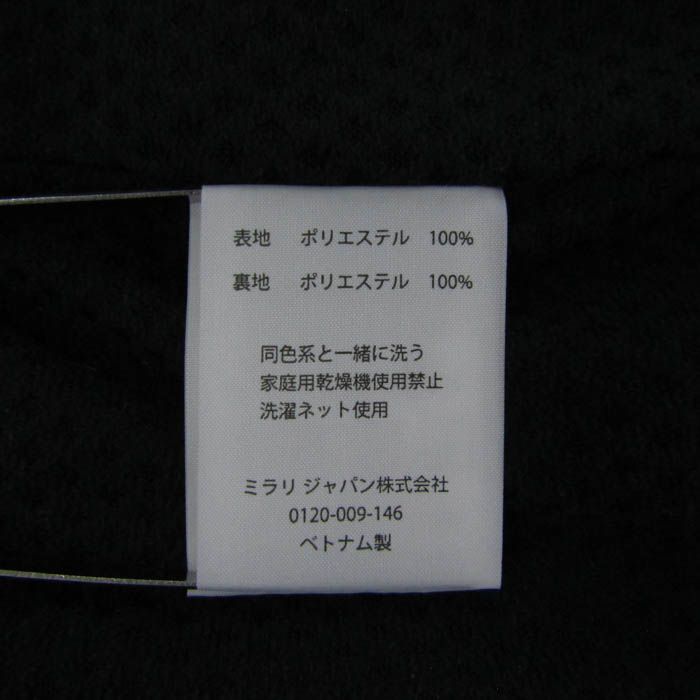 表地 ポリエステル 100%
裏地 ポリエステル 100%
同色系と一緒に洗う
家庭用乾燥機使用禁止
洗濯ネット使用
ミラリ ジャパン株式会社
0120-009-146
ベトナム製